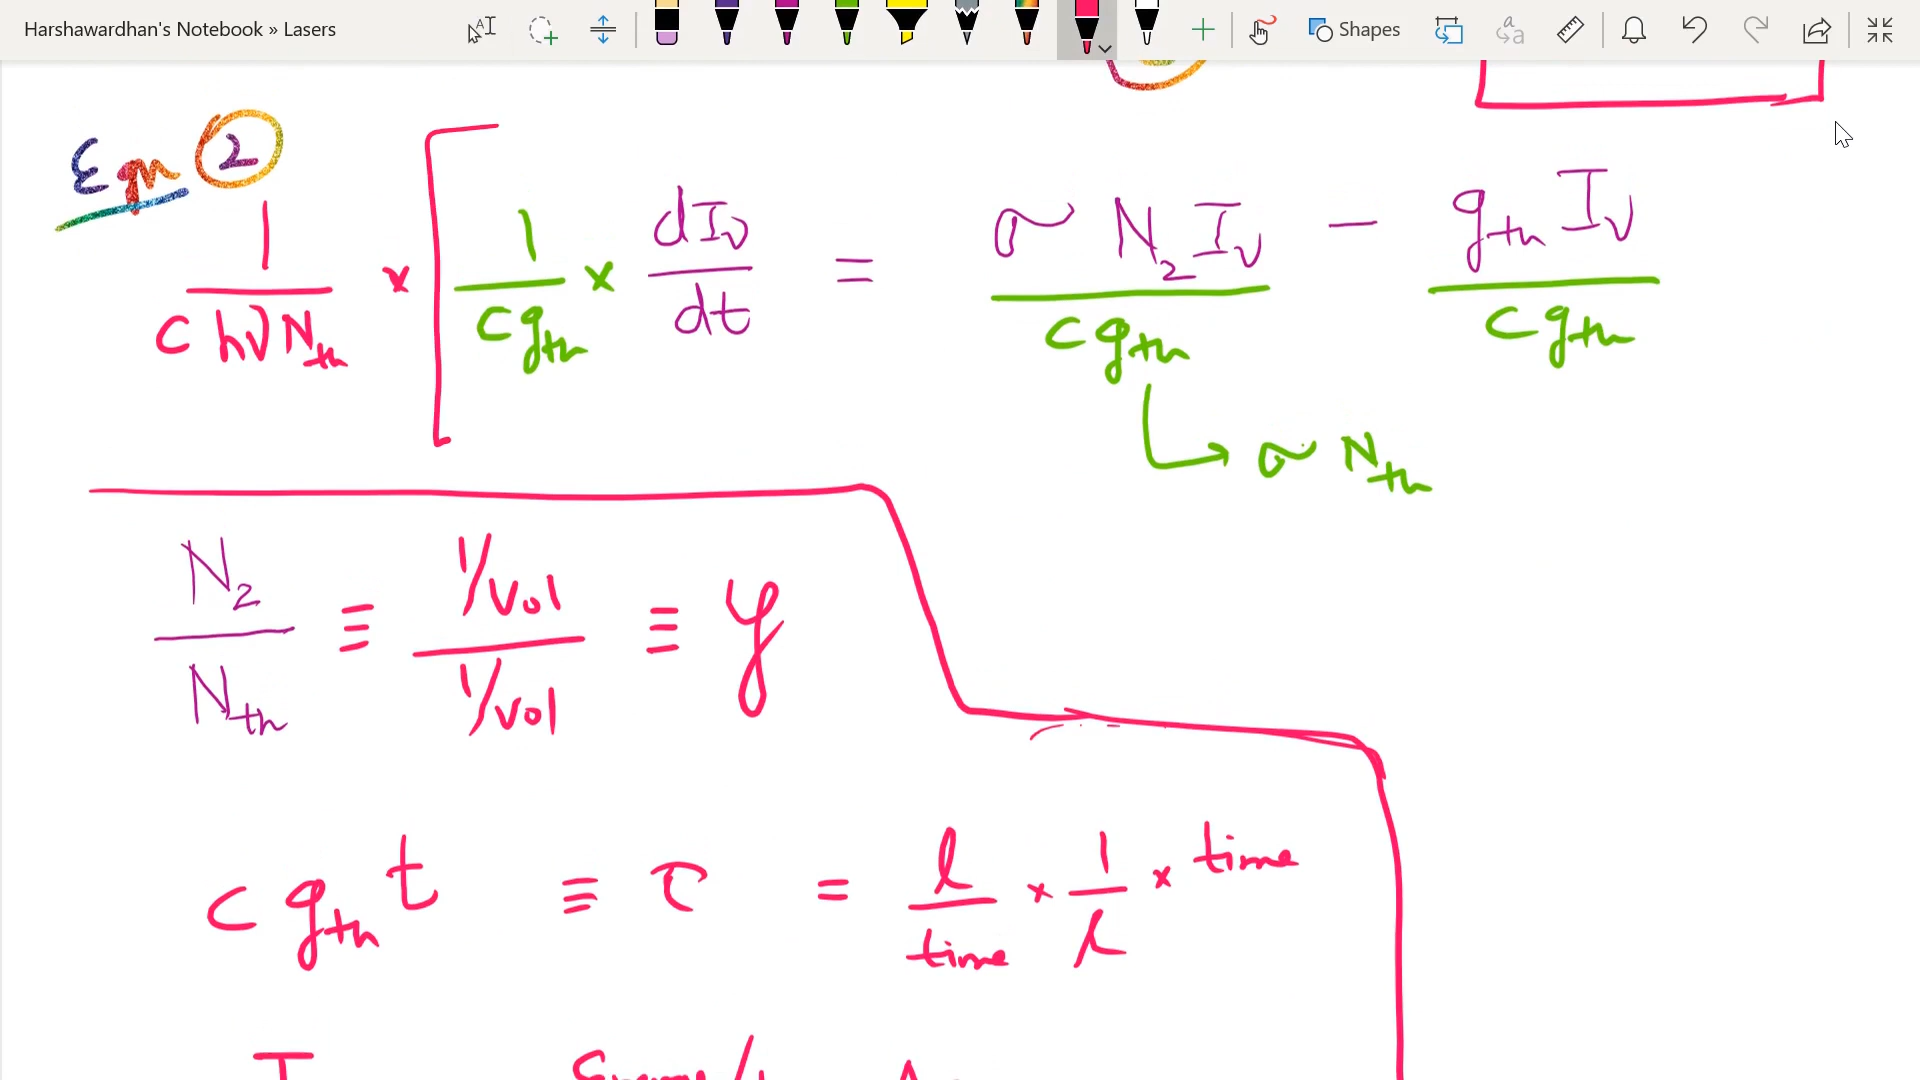 Harshawardhan's Notebook » Lasers
Shapes
Eqn 2
1/(c hν N_th) × [ 1/(c g_th) × dI_ν/dt = σ N_2 I_ν/(c g_th) − g_th I_ν/(c g_th)
↳ σ N_th
N_2/N_th ≡ (1/vol)/(1/vol) ≡ y
c g_th t ≡ τ = l/time × 1/l × time